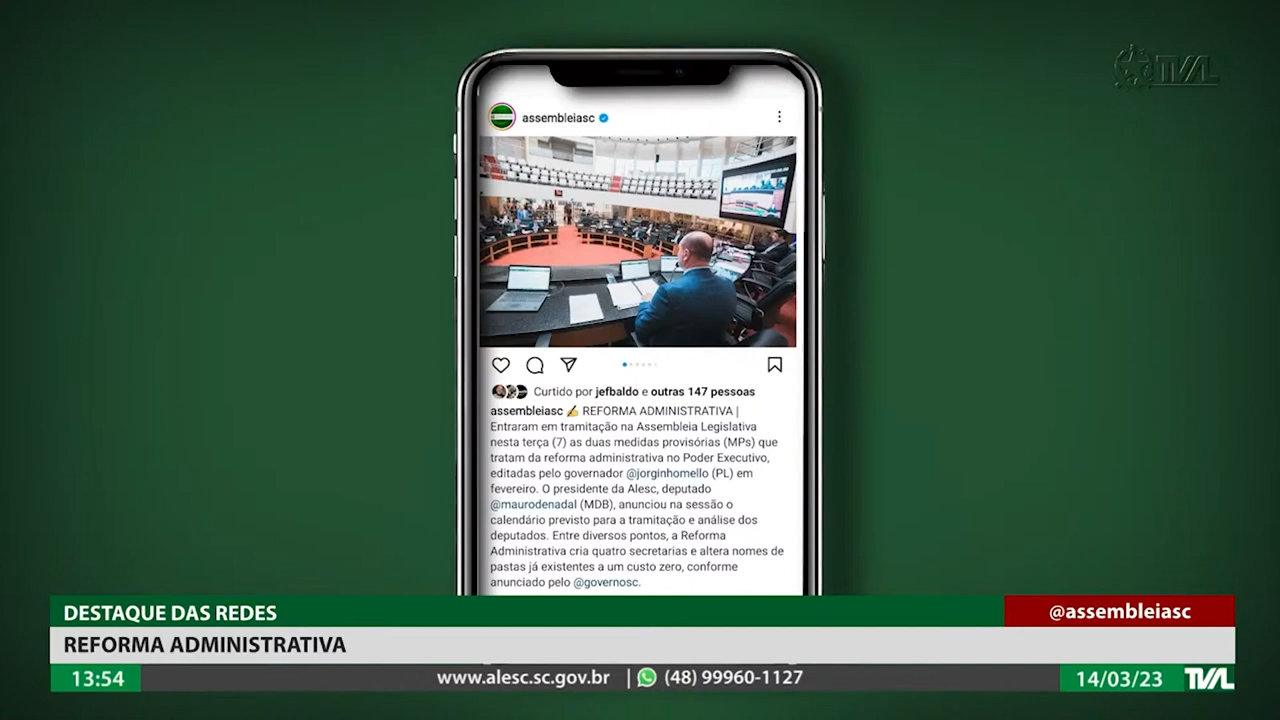 TVAL
assembleiasc
Curtido por jefbaldo e outras 147 pessoas
assembleiasc ✍️ REFORMA ADMINISTRATIVA |
Entraram em tramitação na Assembleia Legislativa
nesta terça (7) as duas medidas provisórias (MPs) que
tratam da reforma administrativa no Poder Executivo,
editadas pelo governador @jorginhomello (PL) em
fevereiro. O presidente da Alesc, deputado
@maurodenadal (MDB), anunciou na sessão o
calendário previsto para a tramitação e análise dos
deputados. Entre diversos pontos, a Reforma
Administrativa cria quatro secretarias e altera nomes de
pastas já existentes a um custo zero, conforme
anunciado pelo @governosc.
DESTAQUE DAS REDES
@assembleiasc
REFORMA ADMINISTRATIVA
13:54
www.alesc.sc.gov.br | (48) 99960-1127
14/03/23
TVAL